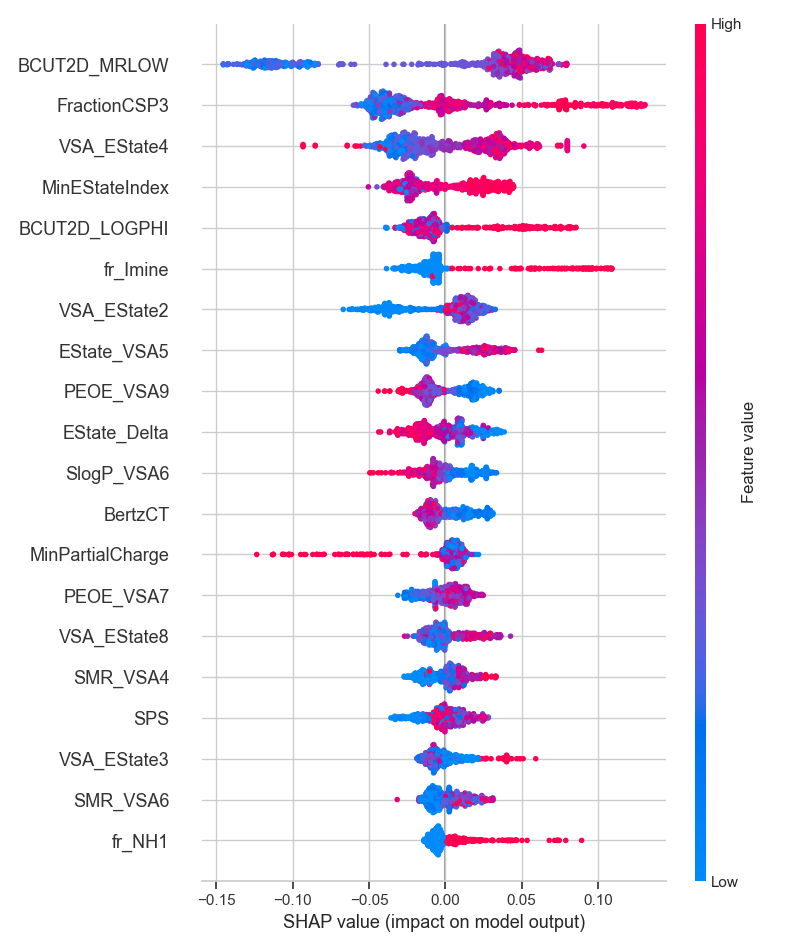 High
BCUT2D_MRLOW
FractionCSP3
VSA_EState4
MinEStateIndex
BCUT2D_LOGPHI
fr_Imine
VSA_EState2
EState_VSA5
PEOE_VSA9
EState_Delta
SlogP_VSA6
BertzCT
MinPartialCharge
PEOE_VSA7
VSA_EState8
SMR_VSA4
SPS
VSA_EState3
SMR_VSA6
fr_NH1
Feature value
Low
−0.15 −0.10 −0.05 0.00 0.05 0.10
SHAP value (impact on model output)